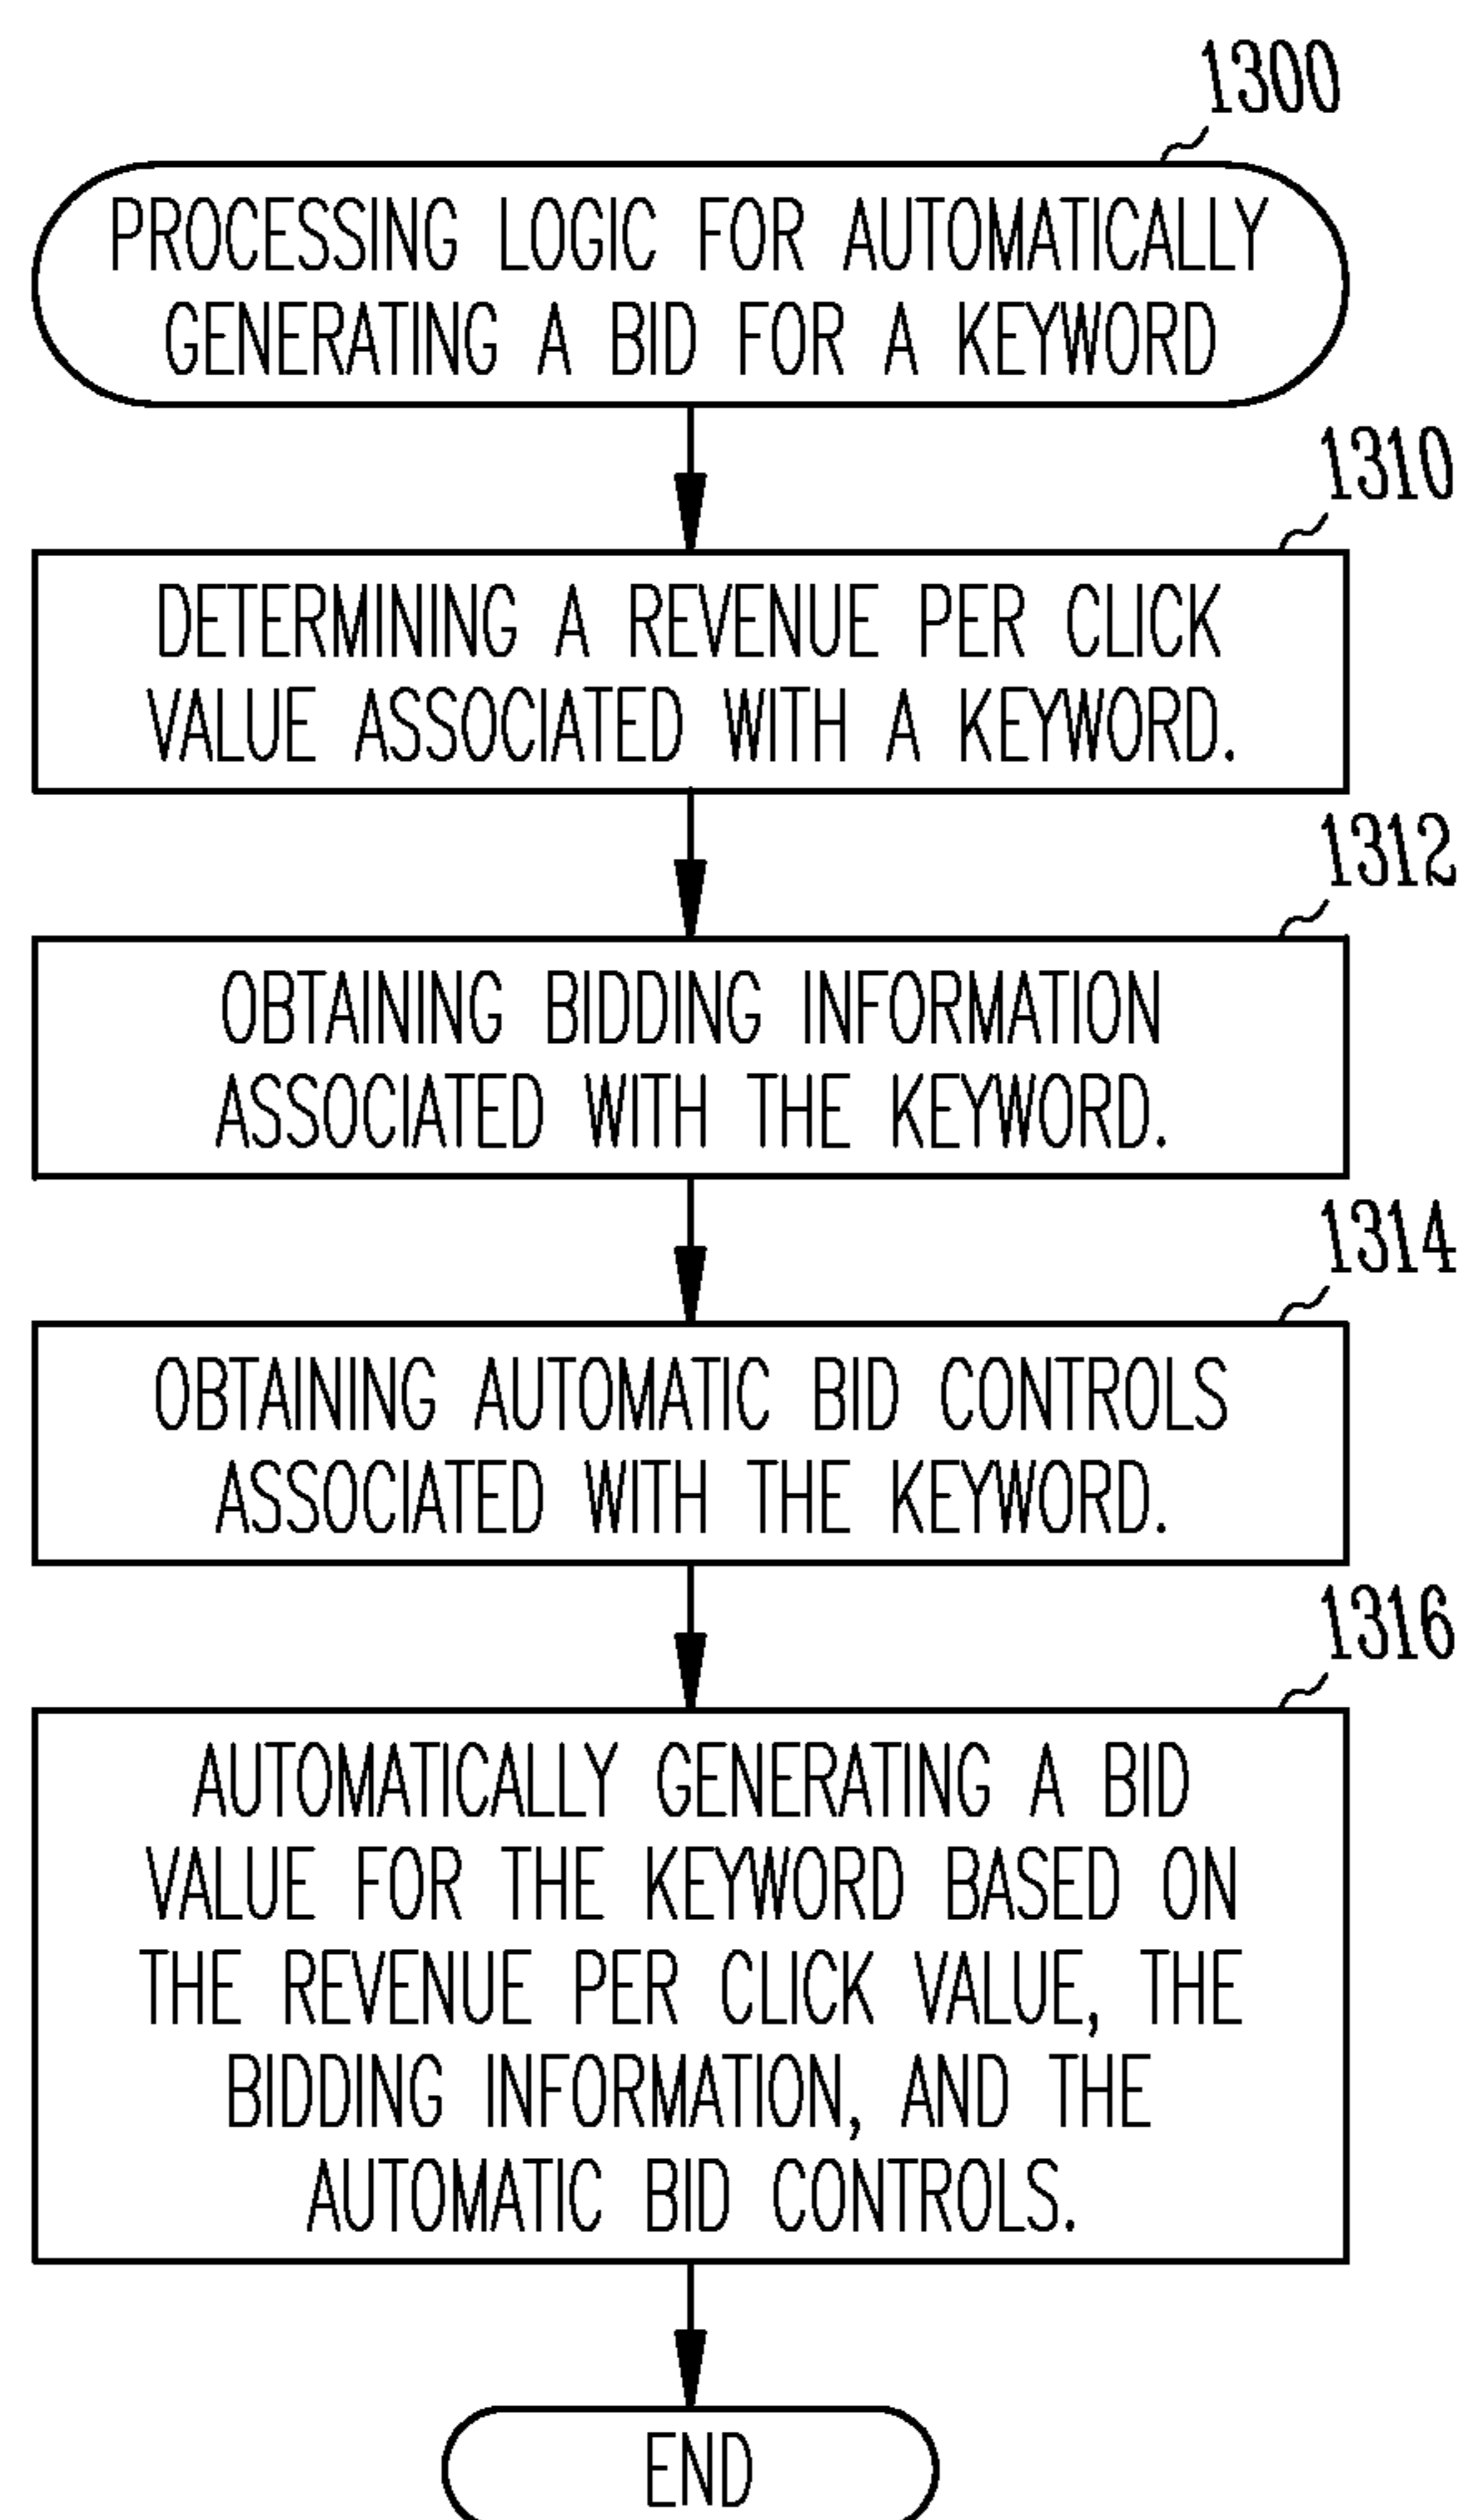 1300
PROCESSING LOGIC FOR AUTOMATICALLY
GENERATING A BID FOR A KEYWORD
1310
DETERMINING A REVENUE PER CLICK
VALUE ASSOCIATED WITH A KEYWORD.
1312
OBTAINING BIDDING INFORMATION
ASSOCIATED WITH THE KEYWORD.
1314
OBTAINING AUTOMATIC BID CONTROLS
ASSOCIATED WITH THE KEYWORD.
1316
AUTOMATICALLY GENERATING A BID
VALUE FOR THE KEYWORD BASED ON
THE REVENUE PER CLICK VALUE, THE
BIDDING INFORMATION, AND THE
AUTOMATIC BID CONTROLS.
END